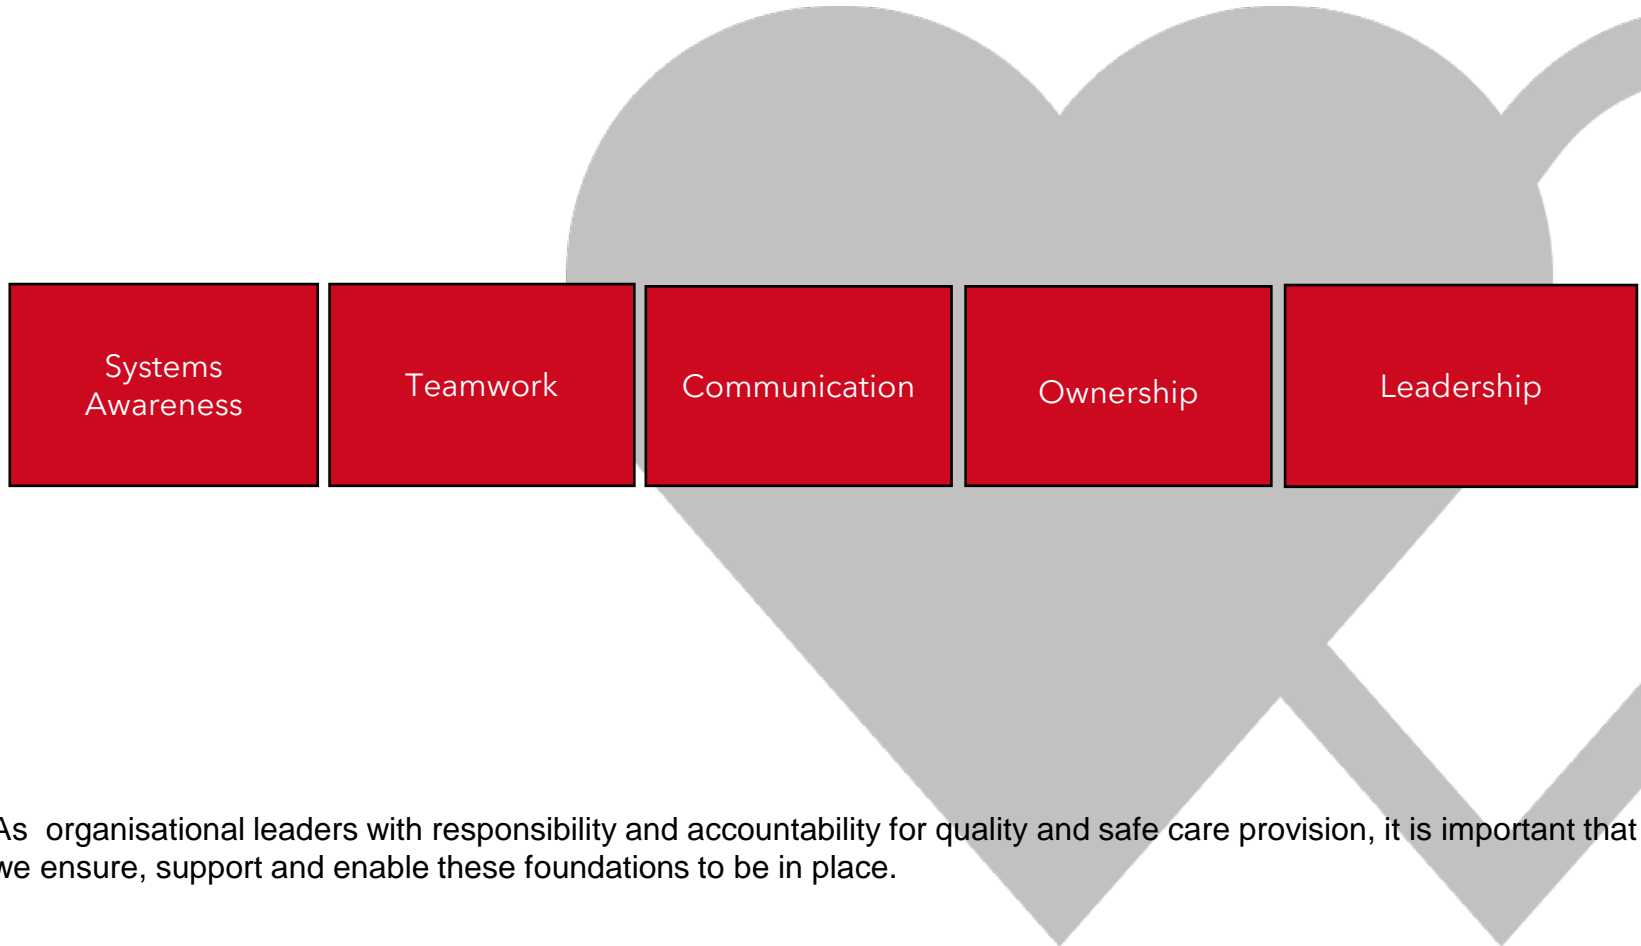 Systems
Awareness
Teamwork
Communication
Ownership
Leadership
As  organisational leaders with responsibility and accountability for quality and safe care provision, it is important that
we ensure, support and enable these foundations to be in place.